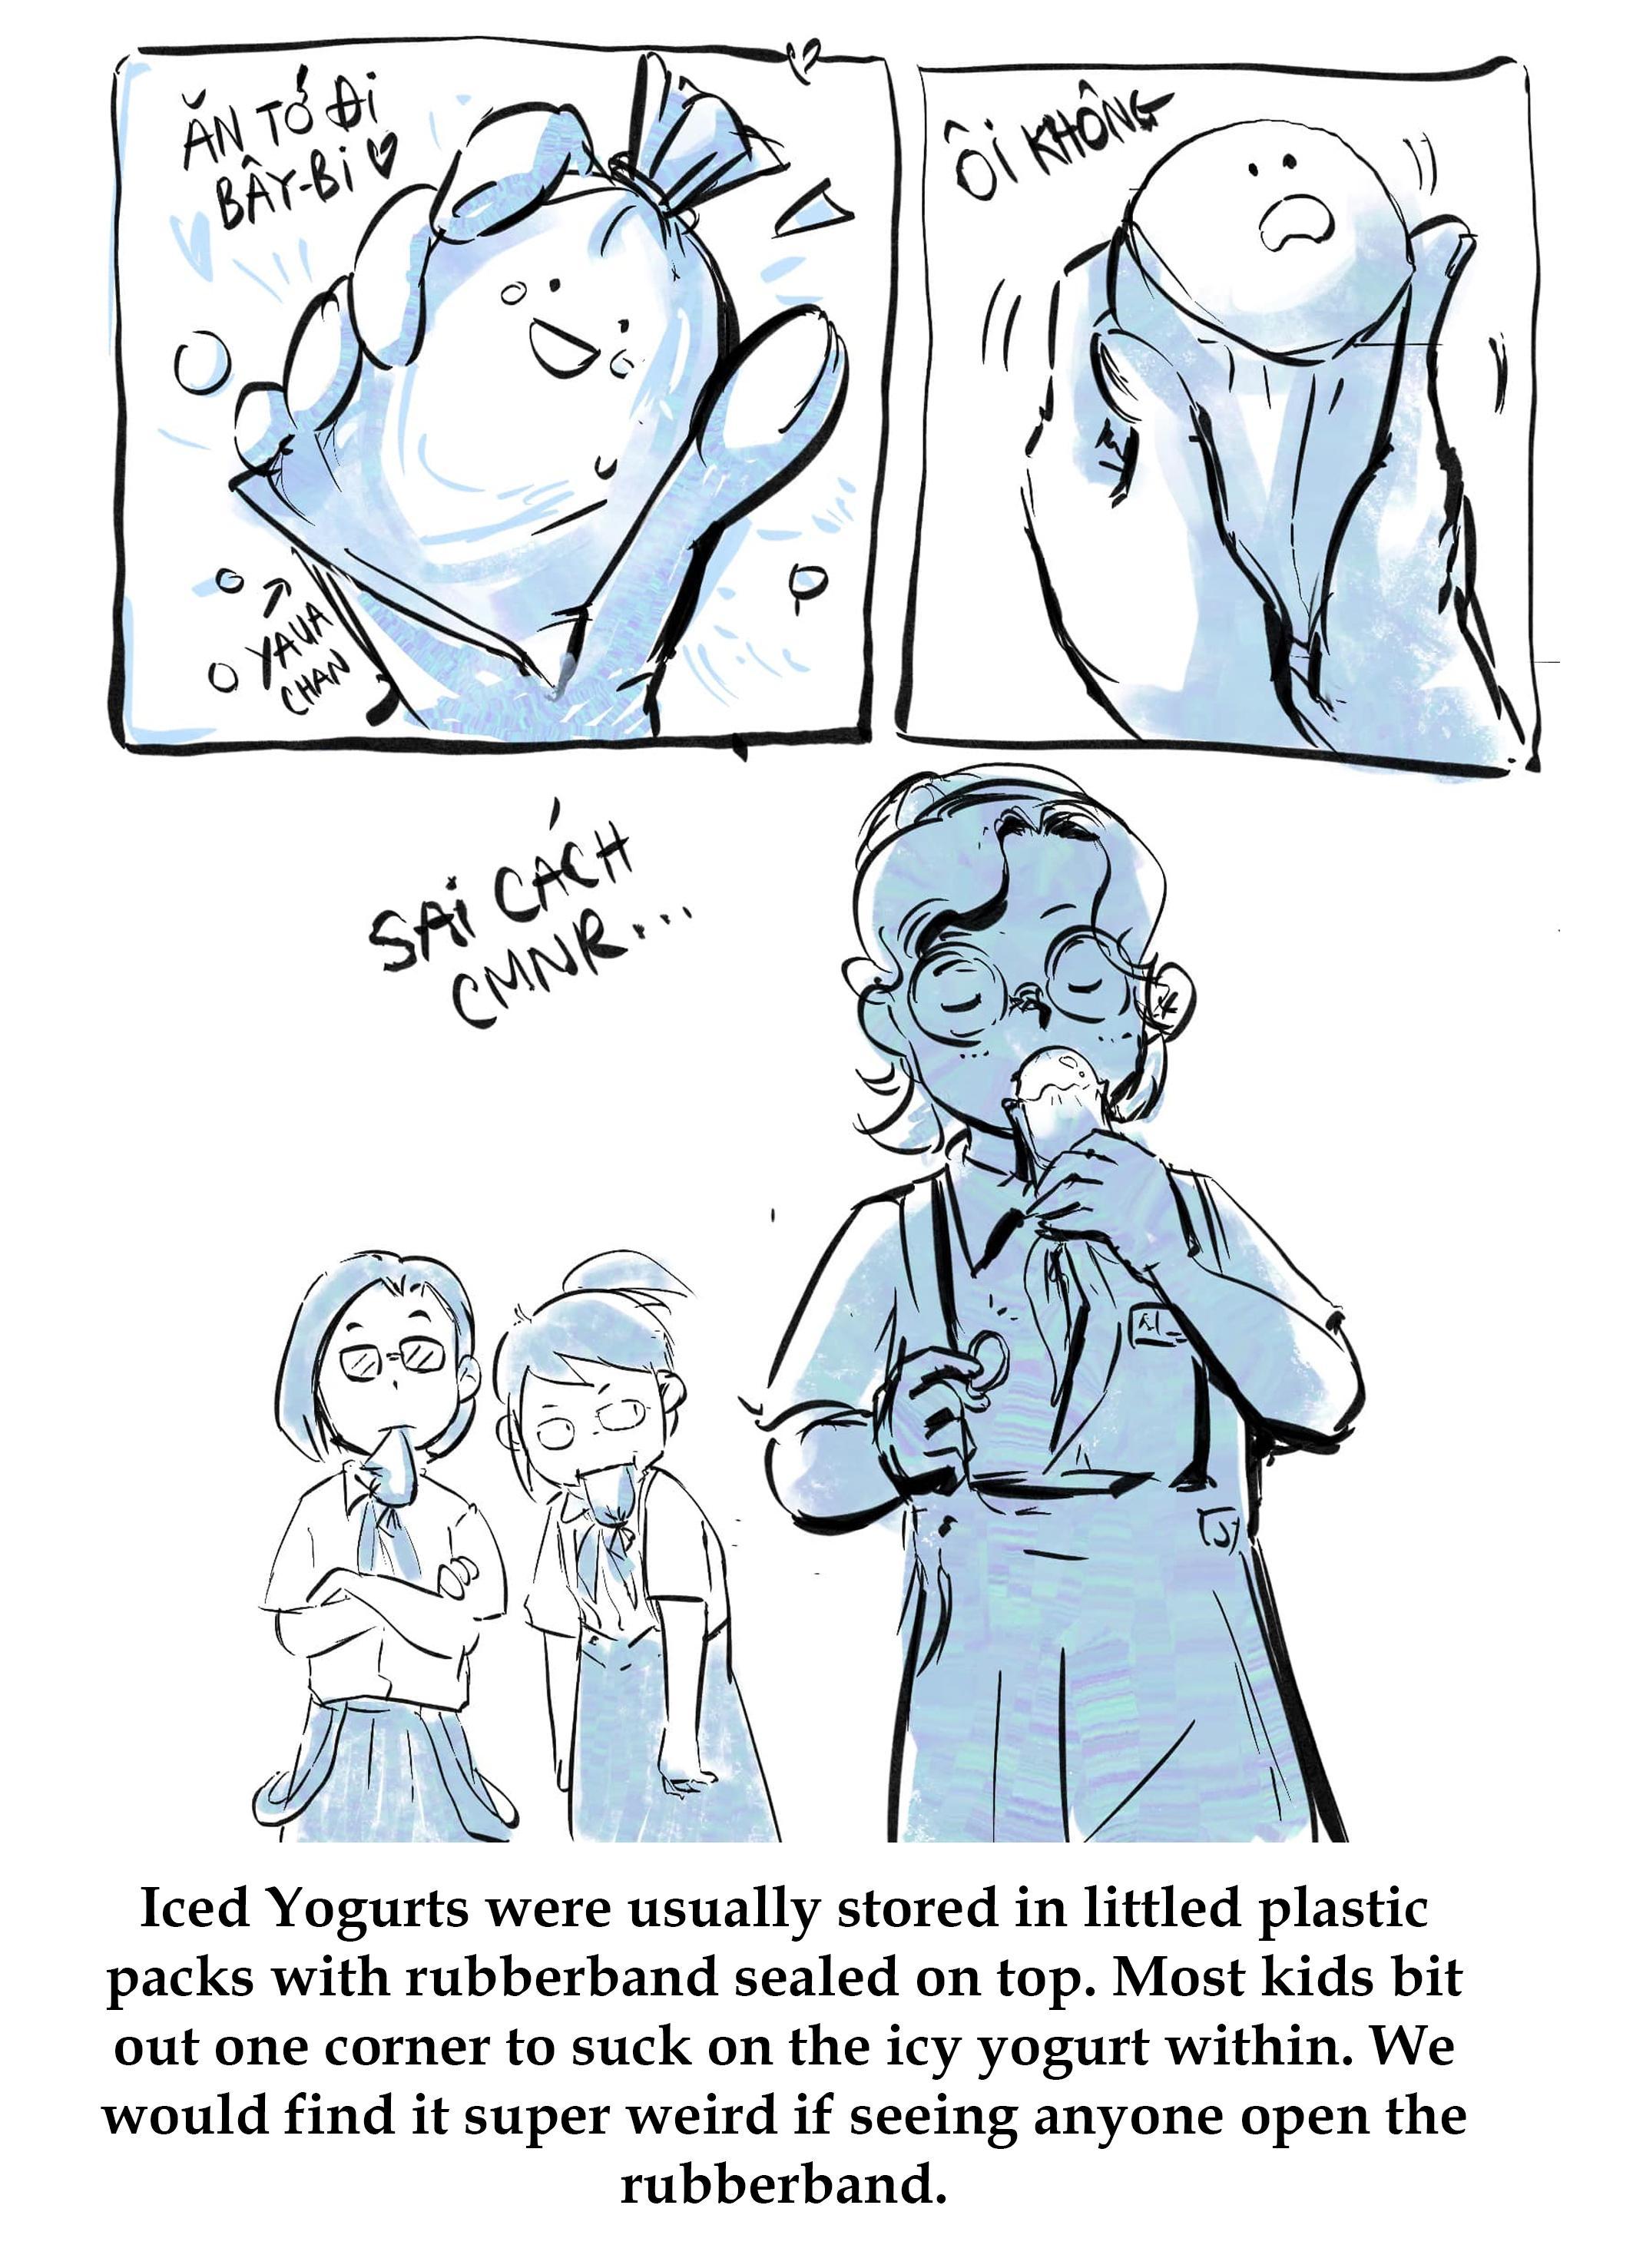 ĂN TỚ ĐI
BÂY-BI
YAUA
CHAN
ÔI KHÔNG
SAI CÁCH
CMNR...
Iced Yogurts were usually stored in littled plastic
packs with rubberband sealed on top. Most kids bit
out one corner to suck on the icy yogurt within. We
would find it super weird if seeing anyone open the
rubberband.